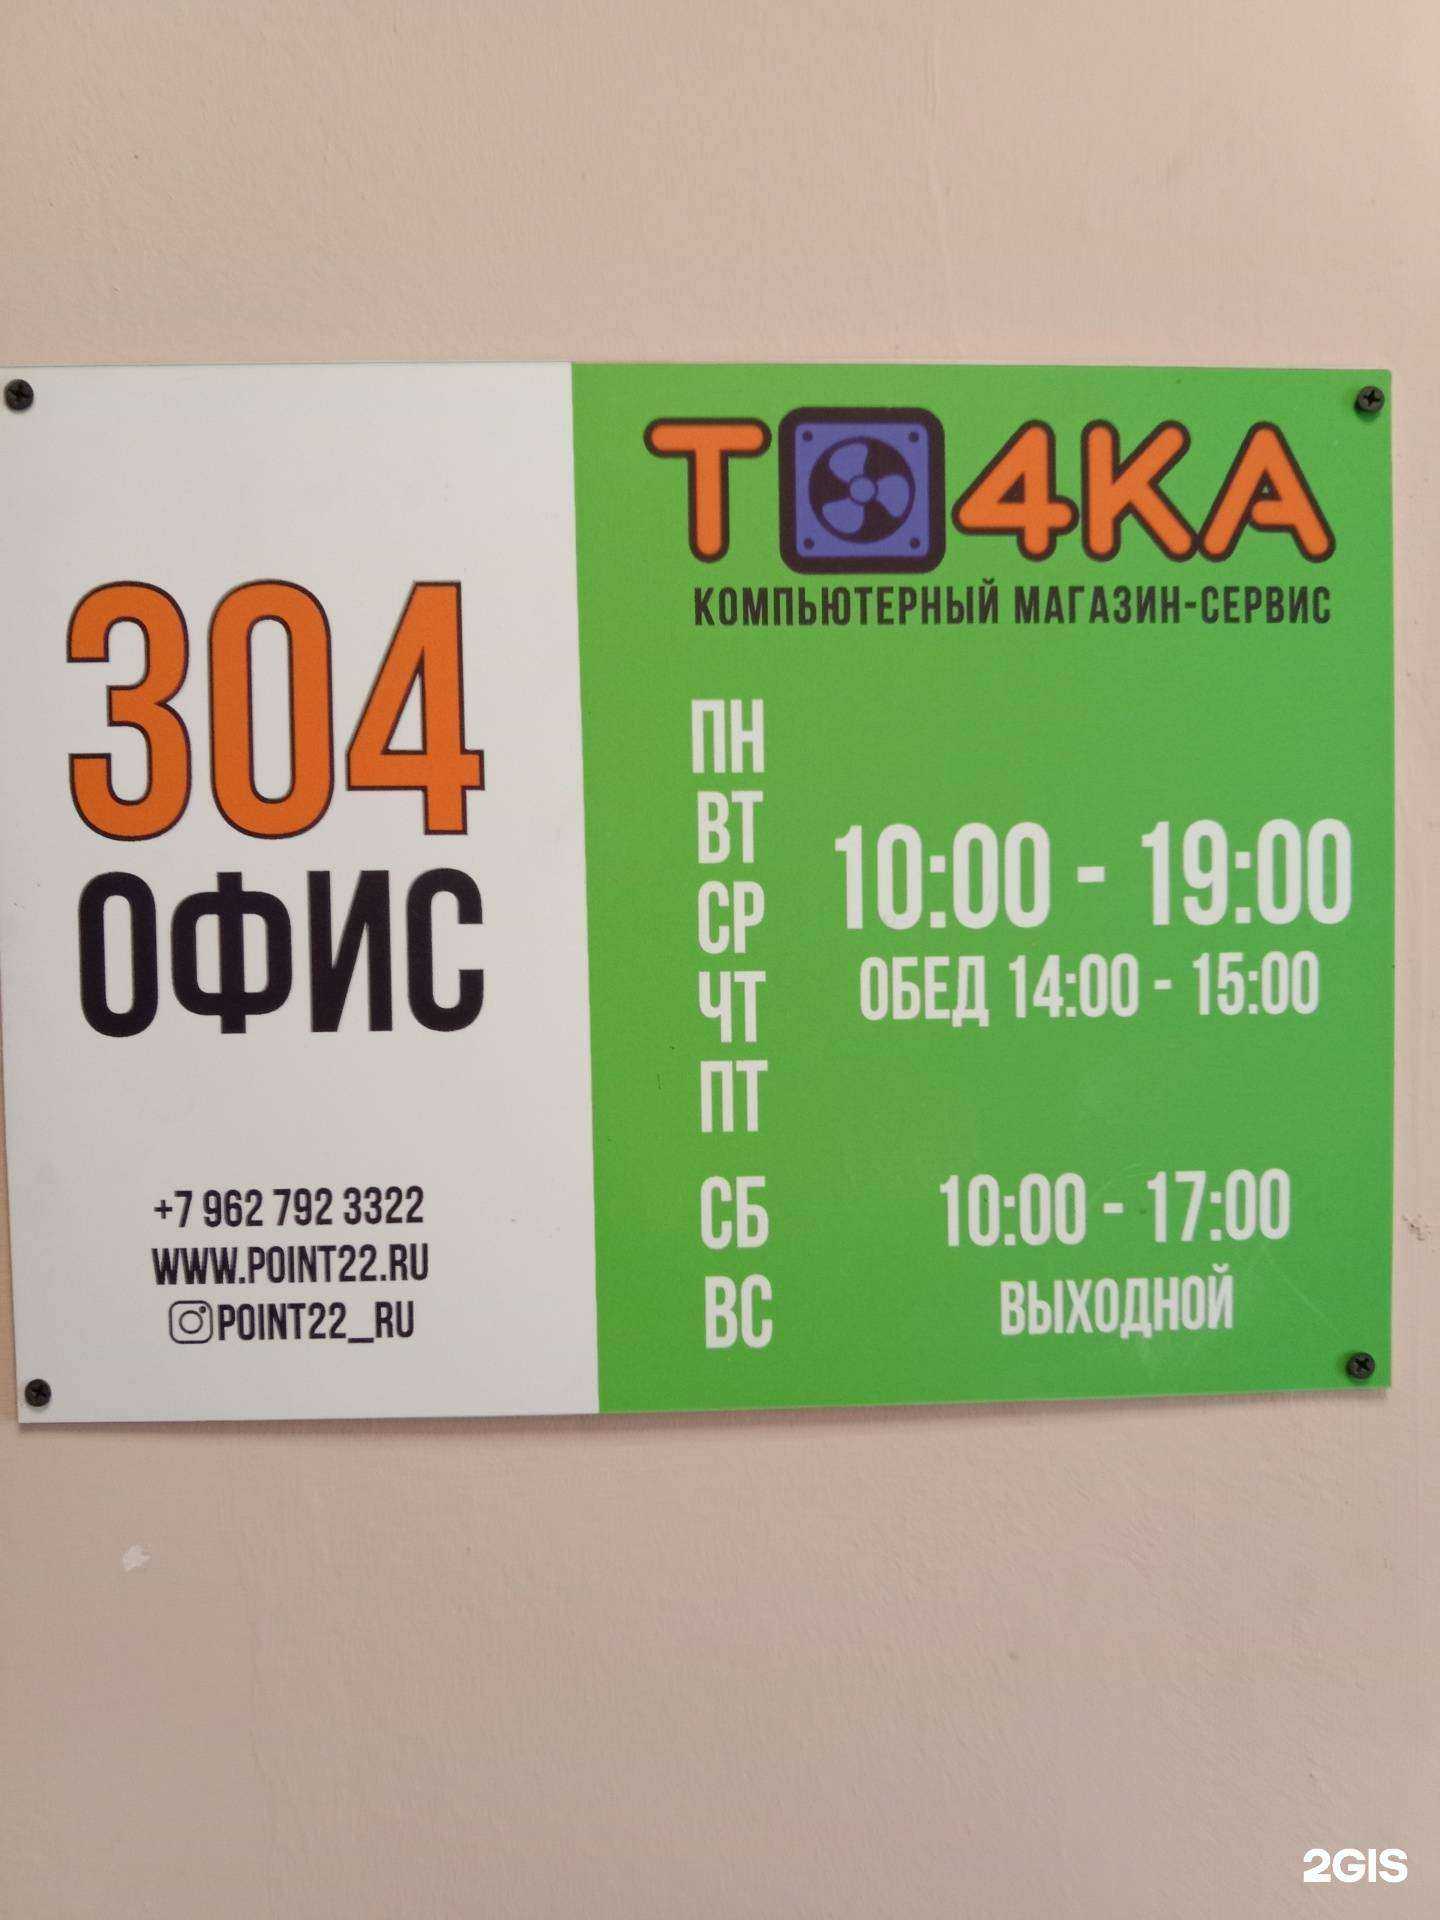 304
ОФИС
+7 962 792 3322
WWW.POINT22.RU
POINT22_RU
ТО4КА
КОМПЬЮТЕРНЫЙ МАГАЗИН-СЕРВИС
ПН
ВТ
СР
ЧТ
ПТ
10:00 - 19:00
ОБЕД 14:00 - 15:00
СБ 10:00 - 17:00
ВС ВЫХОДНОЙ
2GIS